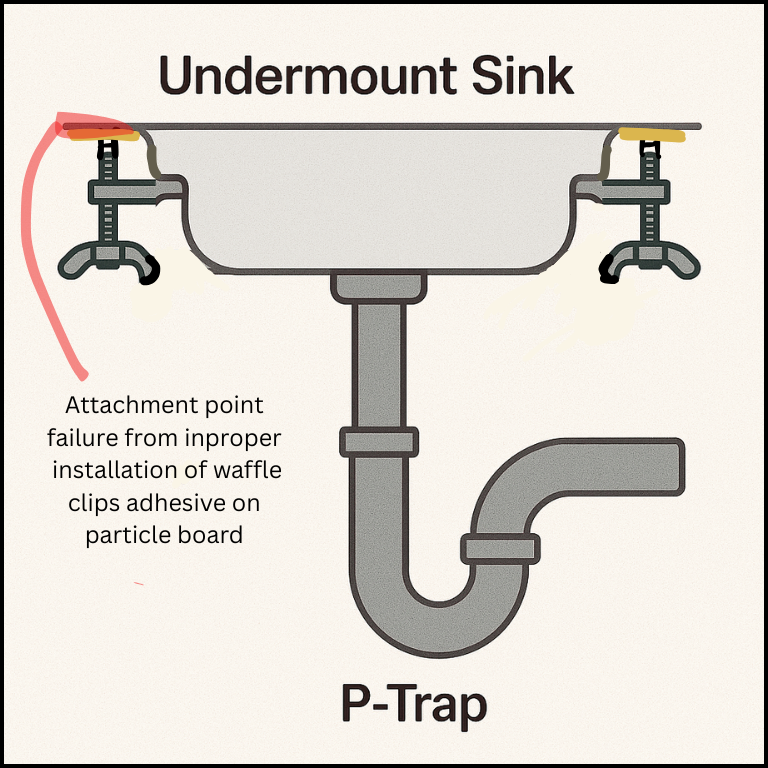 Undermount Sink
Attachment point
failure from inproper
installation of waffle
clips adhesive on
particle board
P-Trap